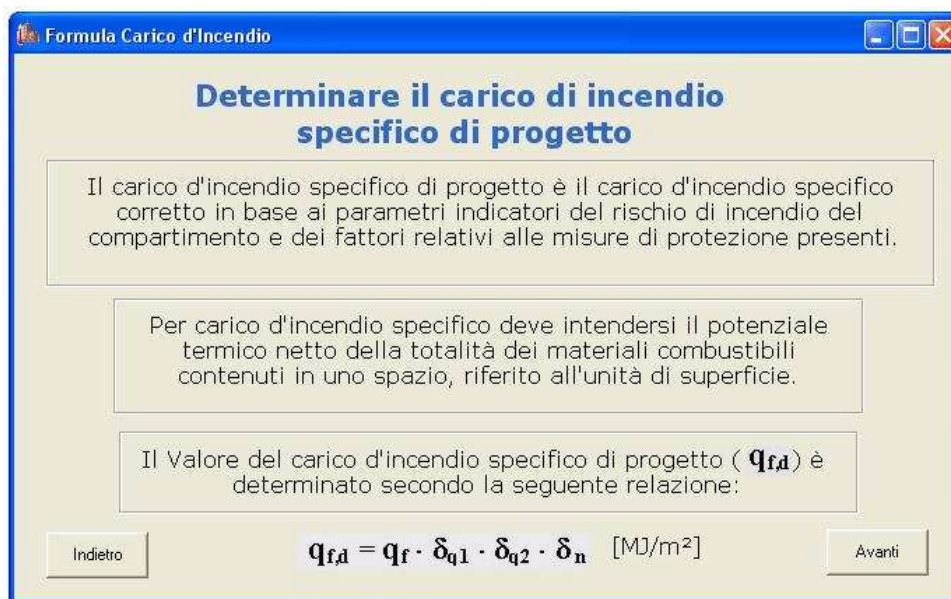 Formula Carico d'Incendio
Determinare il carico di incendio
specifico di progetto
Il carico d'incendio specifico di progetto è il carico d'incendio specifico
corretto in base ai parametri indicatori del rischio di incendio del
compartimento e dei fattori relativi alle misure di protezione presenti.
Per carico d'incendio specifico deve intendersi il potenziale
termico netto della totalità dei materiali combustibili
contenuti in uno spazio, riferito all'unità di superficie.
Il Valore del carico d'incendio specifico di progetto ( qf,d ) è
determinato secondo la seguente relazione:
Indietro
qf,d = qf · δq1 · δq2 · δn [MJ/m²]
Avanti